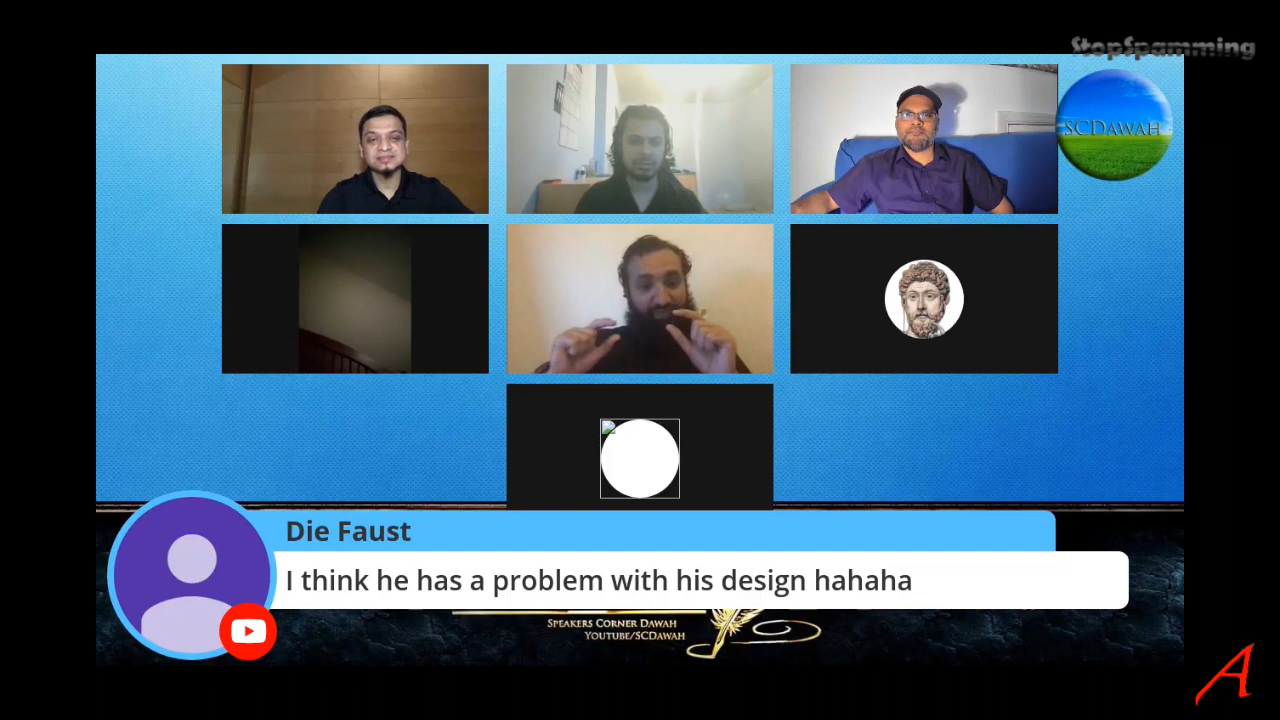 StopSpamming
SCDAWAH
Die Faust
I think he has a problem with his design hahaha
SPEAKERS CORNER DAWAH
YOUTUBE/SCDAWAH
A